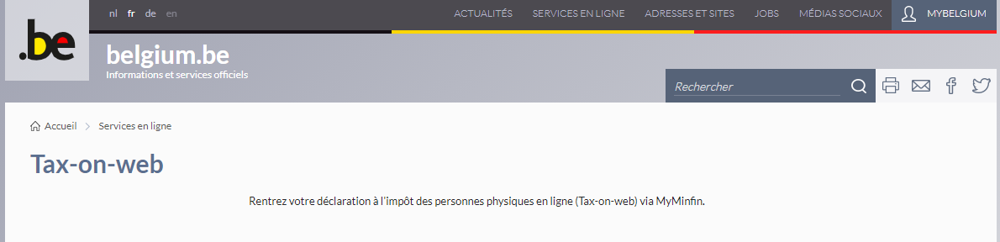 nl fr de en ACTUALITÉS SERVICES EN LIGNE ADRESSES ET SITES JOBS MÉDIAS SOCIAUX MYBELGIUM
.be
belgium.be
Informations et services officiels
Rechercher
Accueil Services en ligne
Tax-on-web
Rentrez votre déclaration à l'impôt des personnes physiques en ligne (Tax-on-web) via MyMinfin.